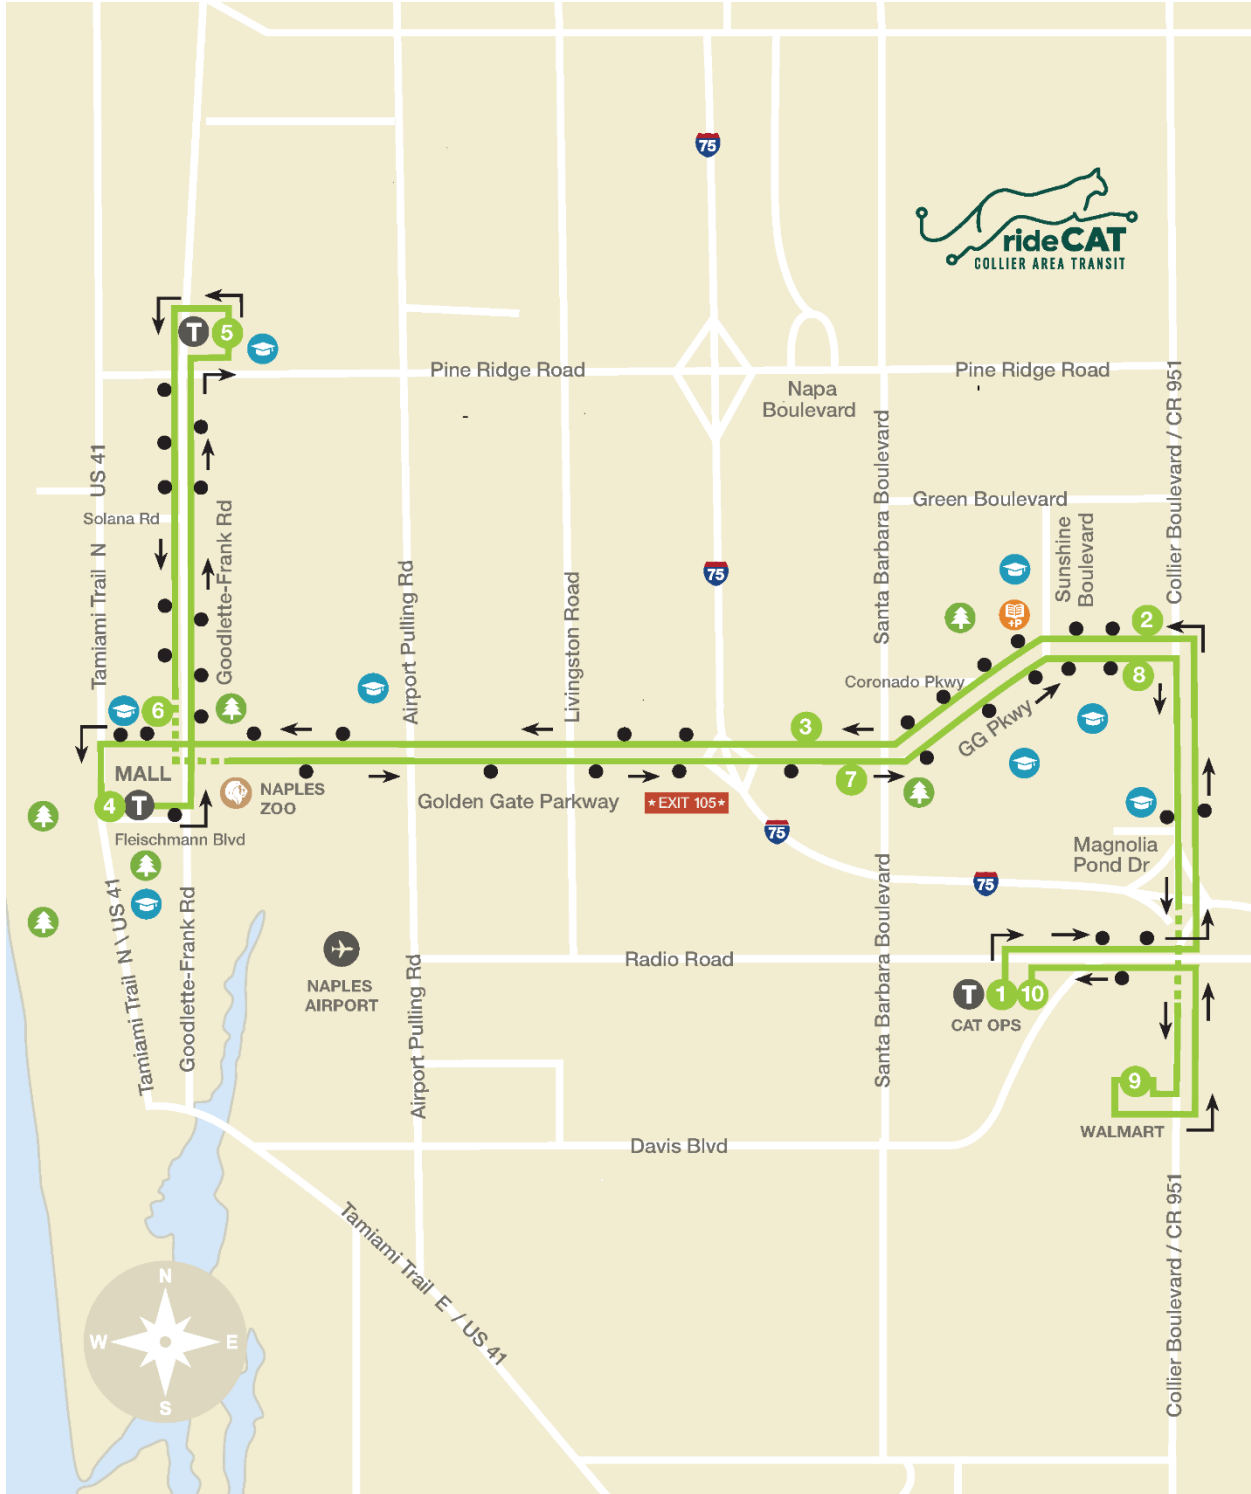 75
rideCAT
COLLIER AREA TRANSIT
T
5
Pine Ridge Road
Pine Ridge Road
Napa
Boulevard
Collier Boulevard / CR 951
US 41
Tamiami Trail N
Santa Barbara Boulevard
Green Boulevard
Solana Rd
Goodlette-Frank Rd
Sunshine
Boulevard
75
Airport Pulling Rd
Livingston Road
+P
2
Coronado Pkwy
8
6
3
GG Pkwy
MALL
7
NAPLES
ZOO
4
T
Golden Gate Parkway
★EXIT 105★
75
Fleischmann Blvd
Magnolia
Pond Dr
75
Tamiami Trail N \ US 41
Goodlette-Frank Rd
Santa Barbara Boulevard
Airport Pulling Rd
Radio Road
NAPLES
AIRPORT
T
1
10
CAT OPS
9
WALMART
Davis Blvd
Collier Boulevard / CR 951
Tamiami Trail E / US 41
N
W
E
S